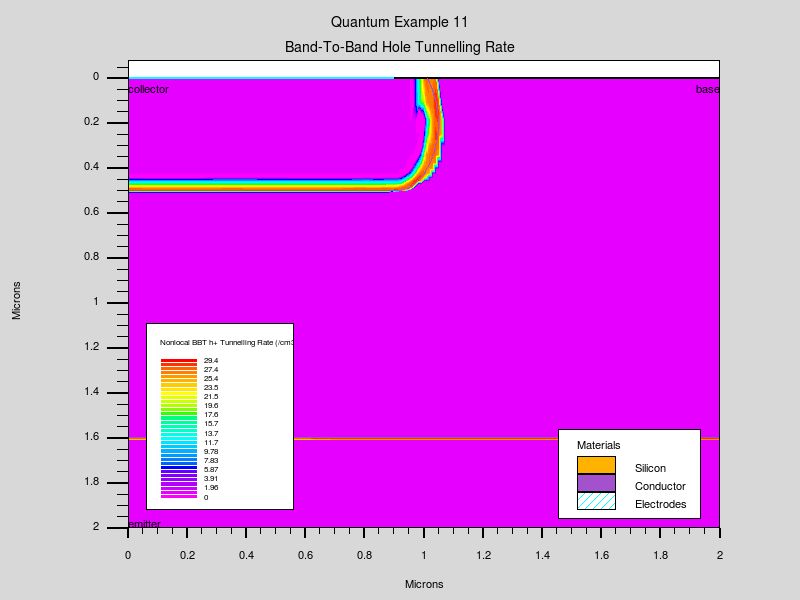 Quantum Example 11
Band-To-Band Hole Tunnelling Rate
collector
base
emitter
Microns
0
0.2
0.4
0.6
0.8
1
1.2
1.4
1.6
1.8
2
Nonlocal BBT h+ Tunnelling Rate (/cm3
29.4
27.4
25.4
23.5
21.5
19.6
17.6
15.7
13.7
11.7
9.78
7.83
5.87
3.91
1.96
0
Materials
Silicon
Conductor
Electrodes
0 0.2 0.4 0.6 0.8 1 1.2 1.4 1.6 1.8 2
Microns